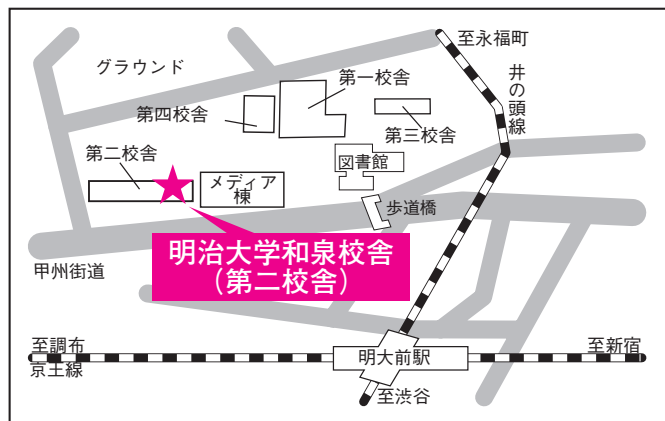 至永福町
グラウンド
井の頭線
第一校舎
第四校舎
第三校舎
第二校舎
図書館
メディア
棟
歩道橋
明治大学和泉校舎
(第二校舎)
甲州街道
至調布
京王線
明大前駅
至新宿
至渋谷